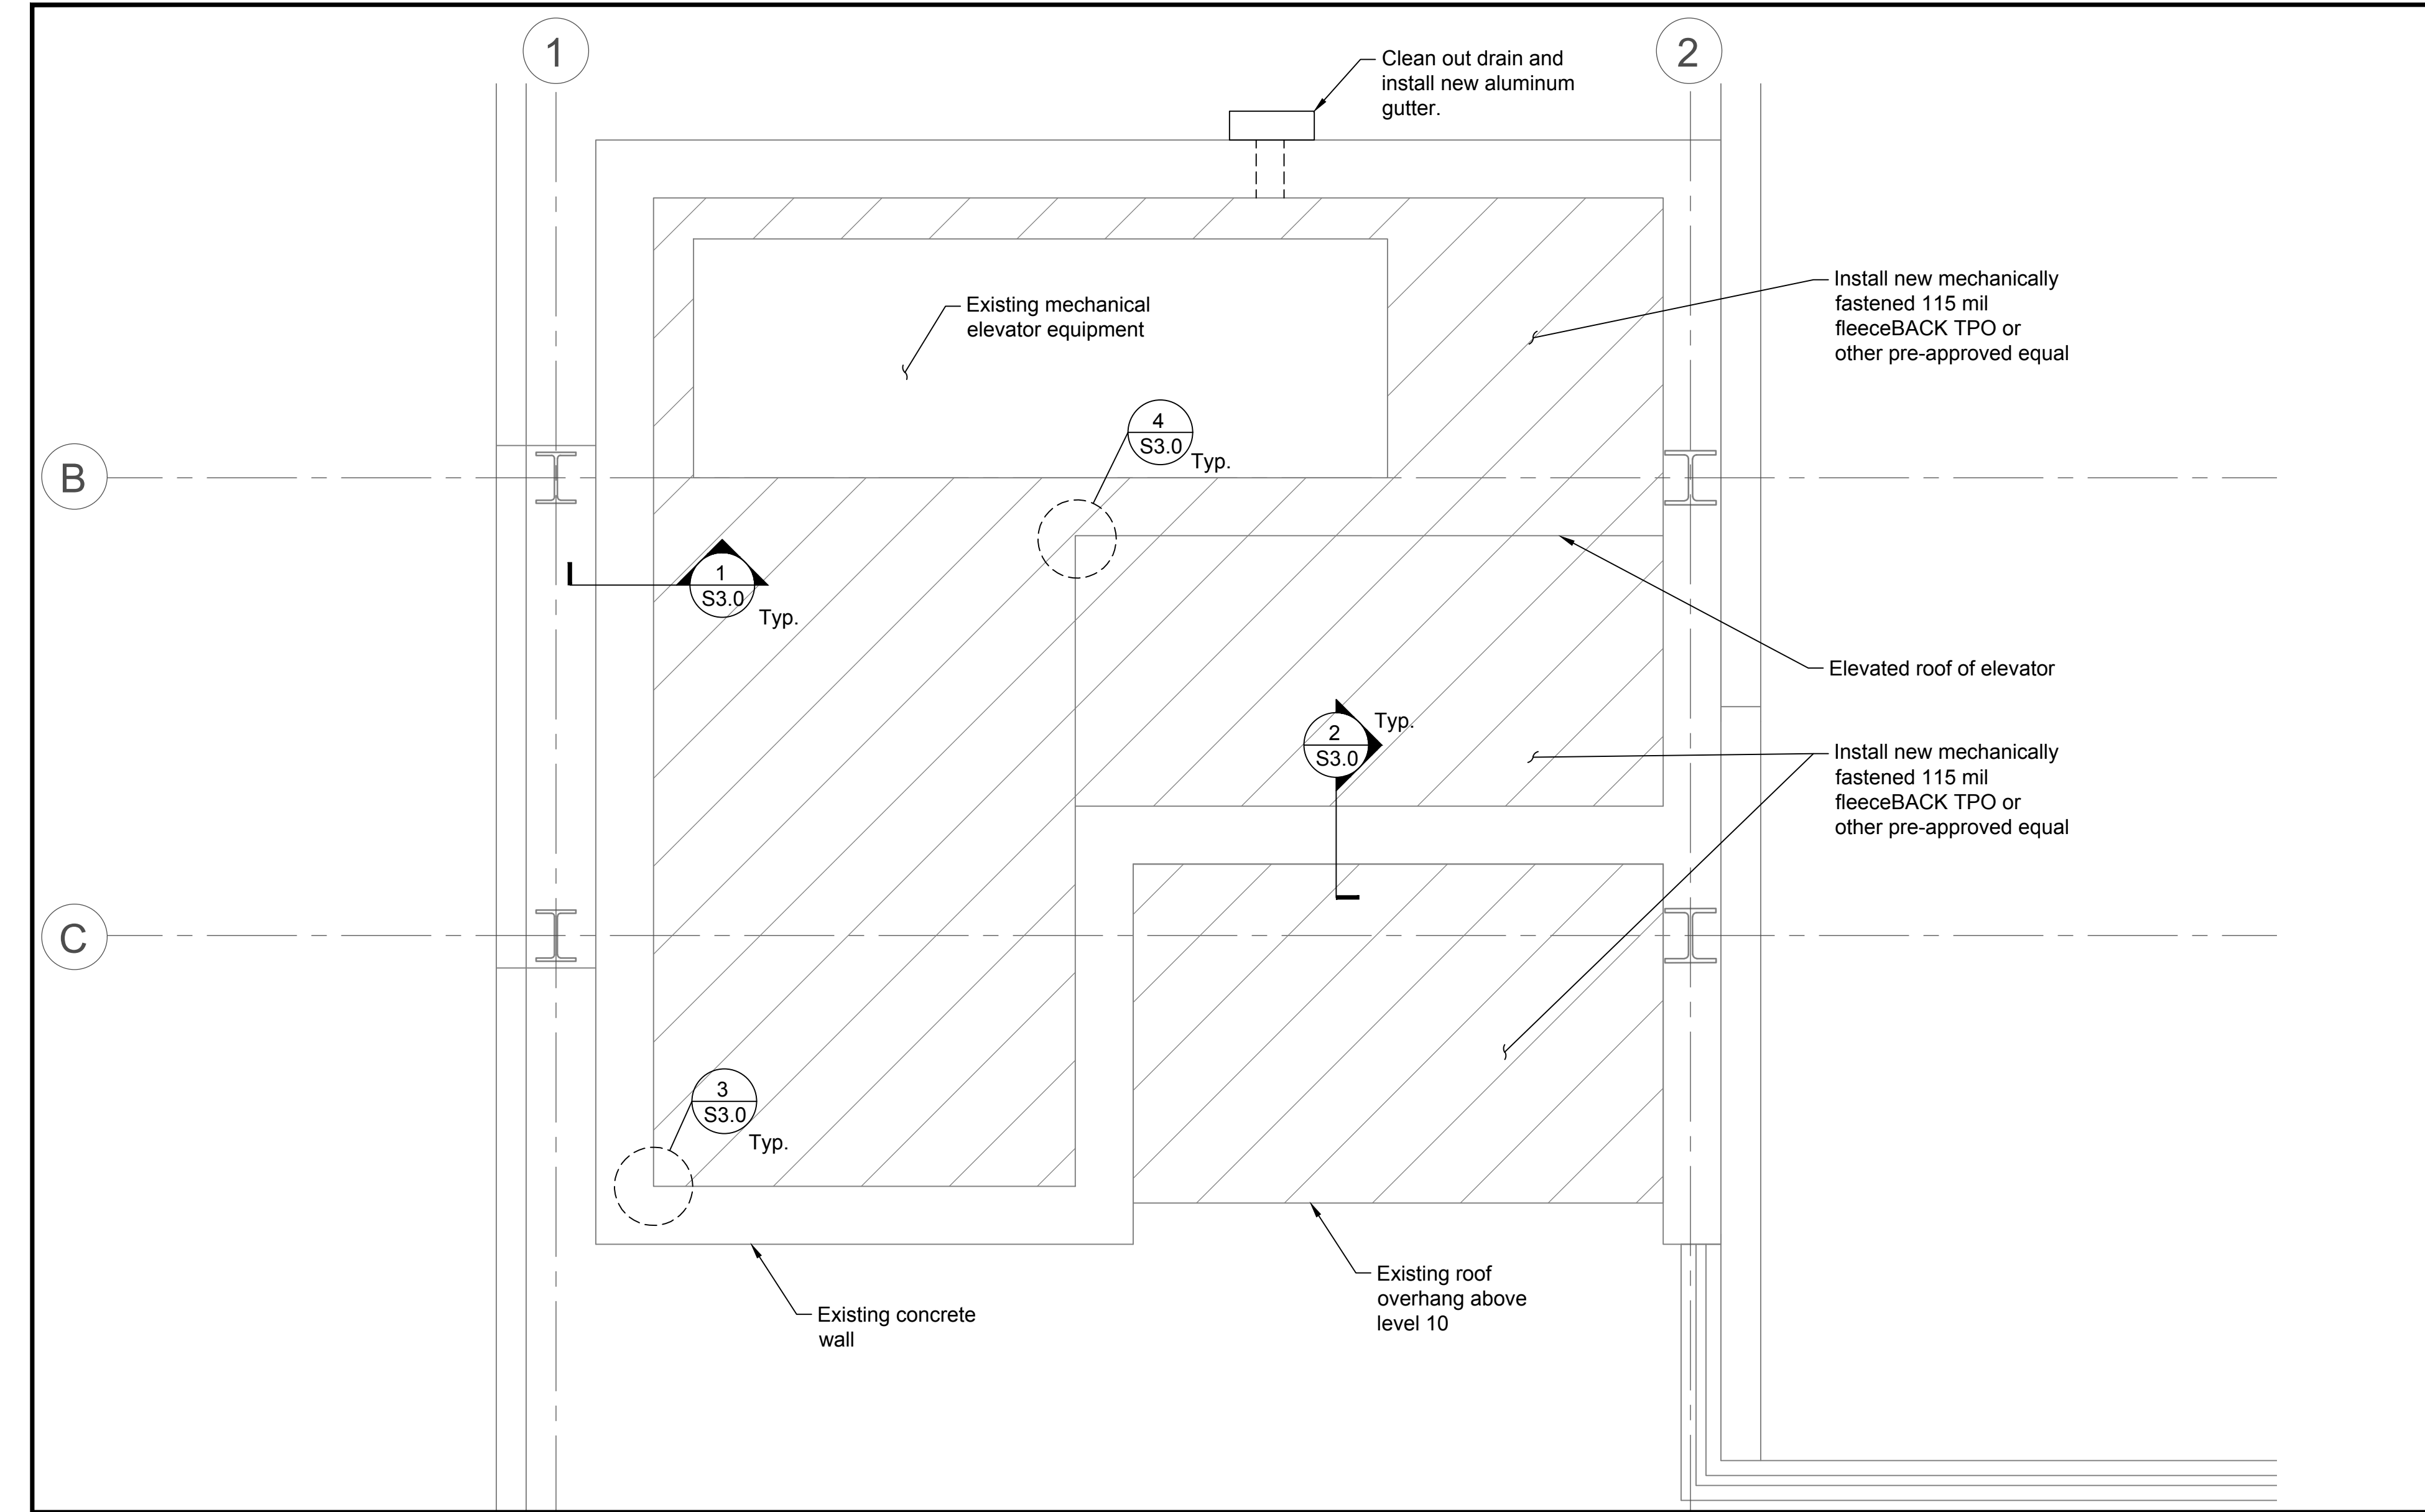 1
2
Clean out drain and
install new aluminum
gutter.
Install new mechanically
fastened 115 mil
fleeceBACK TPO or
other pre-approved equal
Existing mechanical
elevator equipment
4
S3.0
Typ.
B
1
S3.0
Typ.
Elevated roof of elevator
2
S3.0
Typ.
Install new mechanically
fastened 115 mil
fleeceBACK TPO or
other pre-approved equal
C
3
S3.0
Typ.
Existing roof
overhang above
level 10
Existing concrete
wall